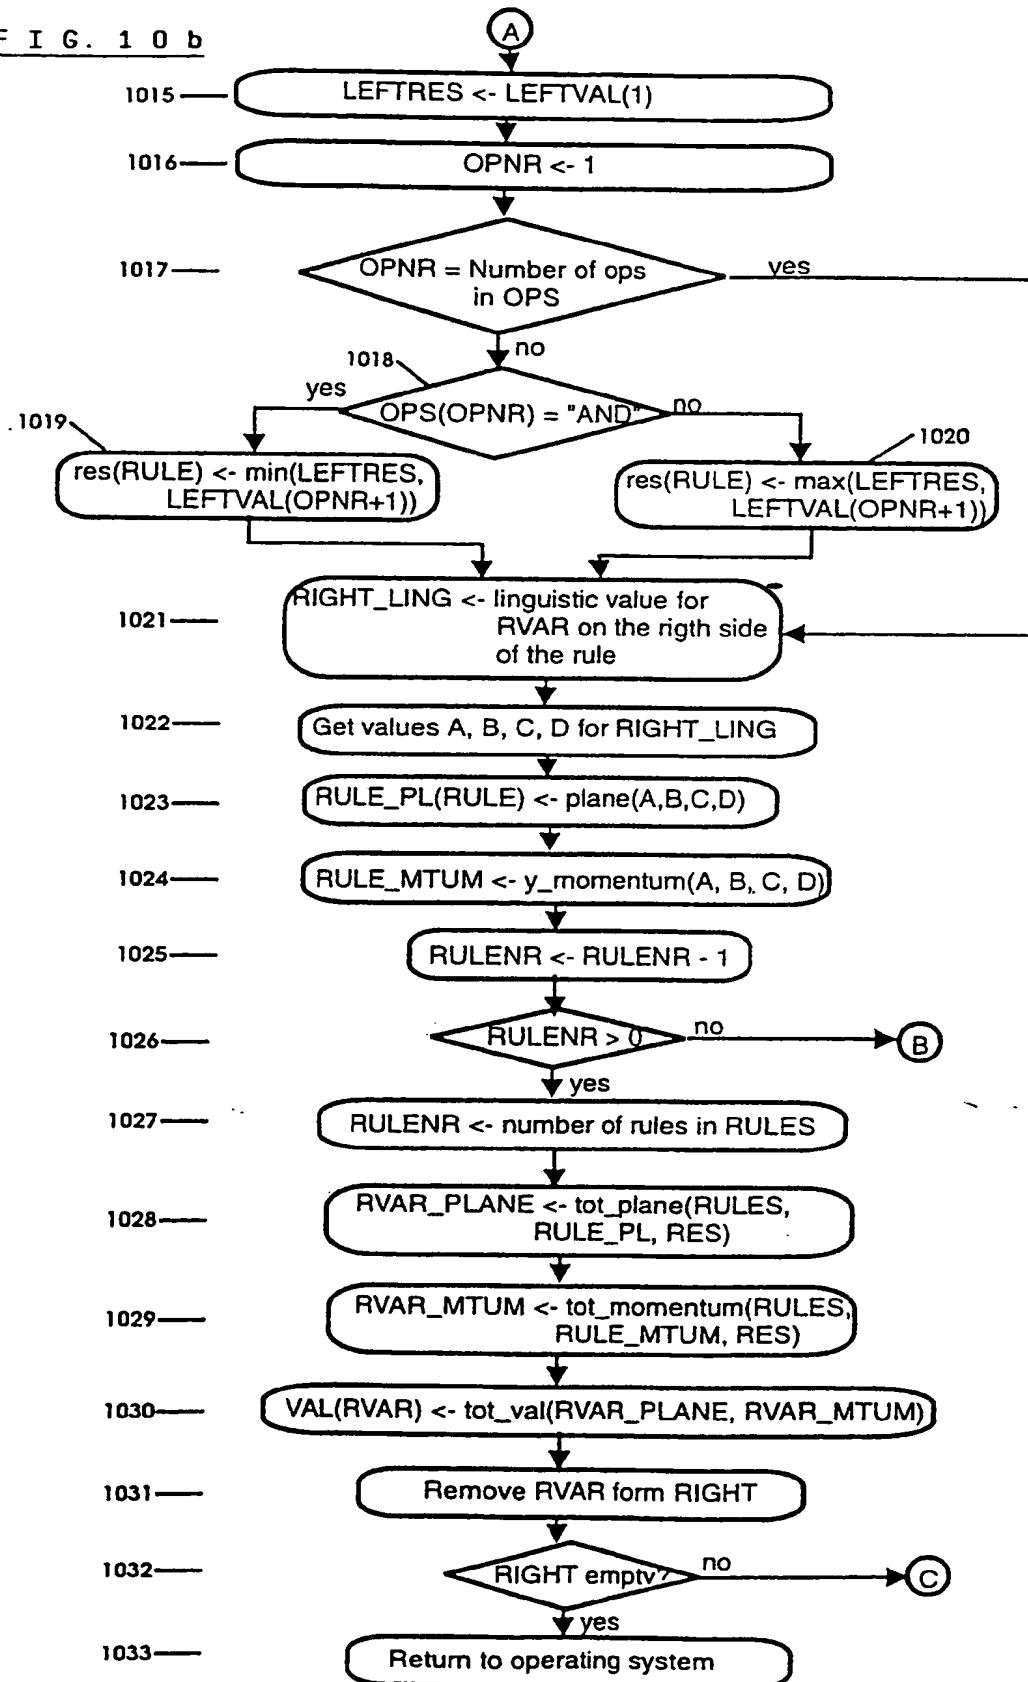 F I G. 1 0 b
A
1015
LEFTRES <- LEFTVAL(1)
1016
OPNR <- 1
1017
OPNR = Number of ops
in OPS
yes
no
1018
yes
OPS(OPNR) = "AND"
no
1019
1020
res(RULE) <- min(LEFTRES,
LEFTVAL(OPNR+1))
res(RULE) <- max(LEFTRES,
LEFTVAL(OPNR+1))
1021
RIGHT_LING <- linguistic value for
RVAR on the rigth side
of the rule
1022
Get values A, B, C, D for RIGHT_LING
1023
RULE_PL(RULE) <- plane(A,B,C,D)
1024
RULE_MTUM <- y_momentum(A, B, C, D)
1025
RULENR <- RULENR - 1
1026
RULENR > 0
no
B
yes
1027
RULENR <- number of rules in RULES
1028
RVAR_PLANE <- tot_plane(RULES,
RULE_PL, RES)
1029
RVAR_MTUM <- tot_momentum(RULES,
RULE_MTUM, RES)
1030
VAL(RVAR) <- tot_val(RVAR_PLANE, RVAR_MTUM)
1031
Remove RVAR form RIGHT
1032
RIGHT empty?
no
C
yes
1033
Return to operating system